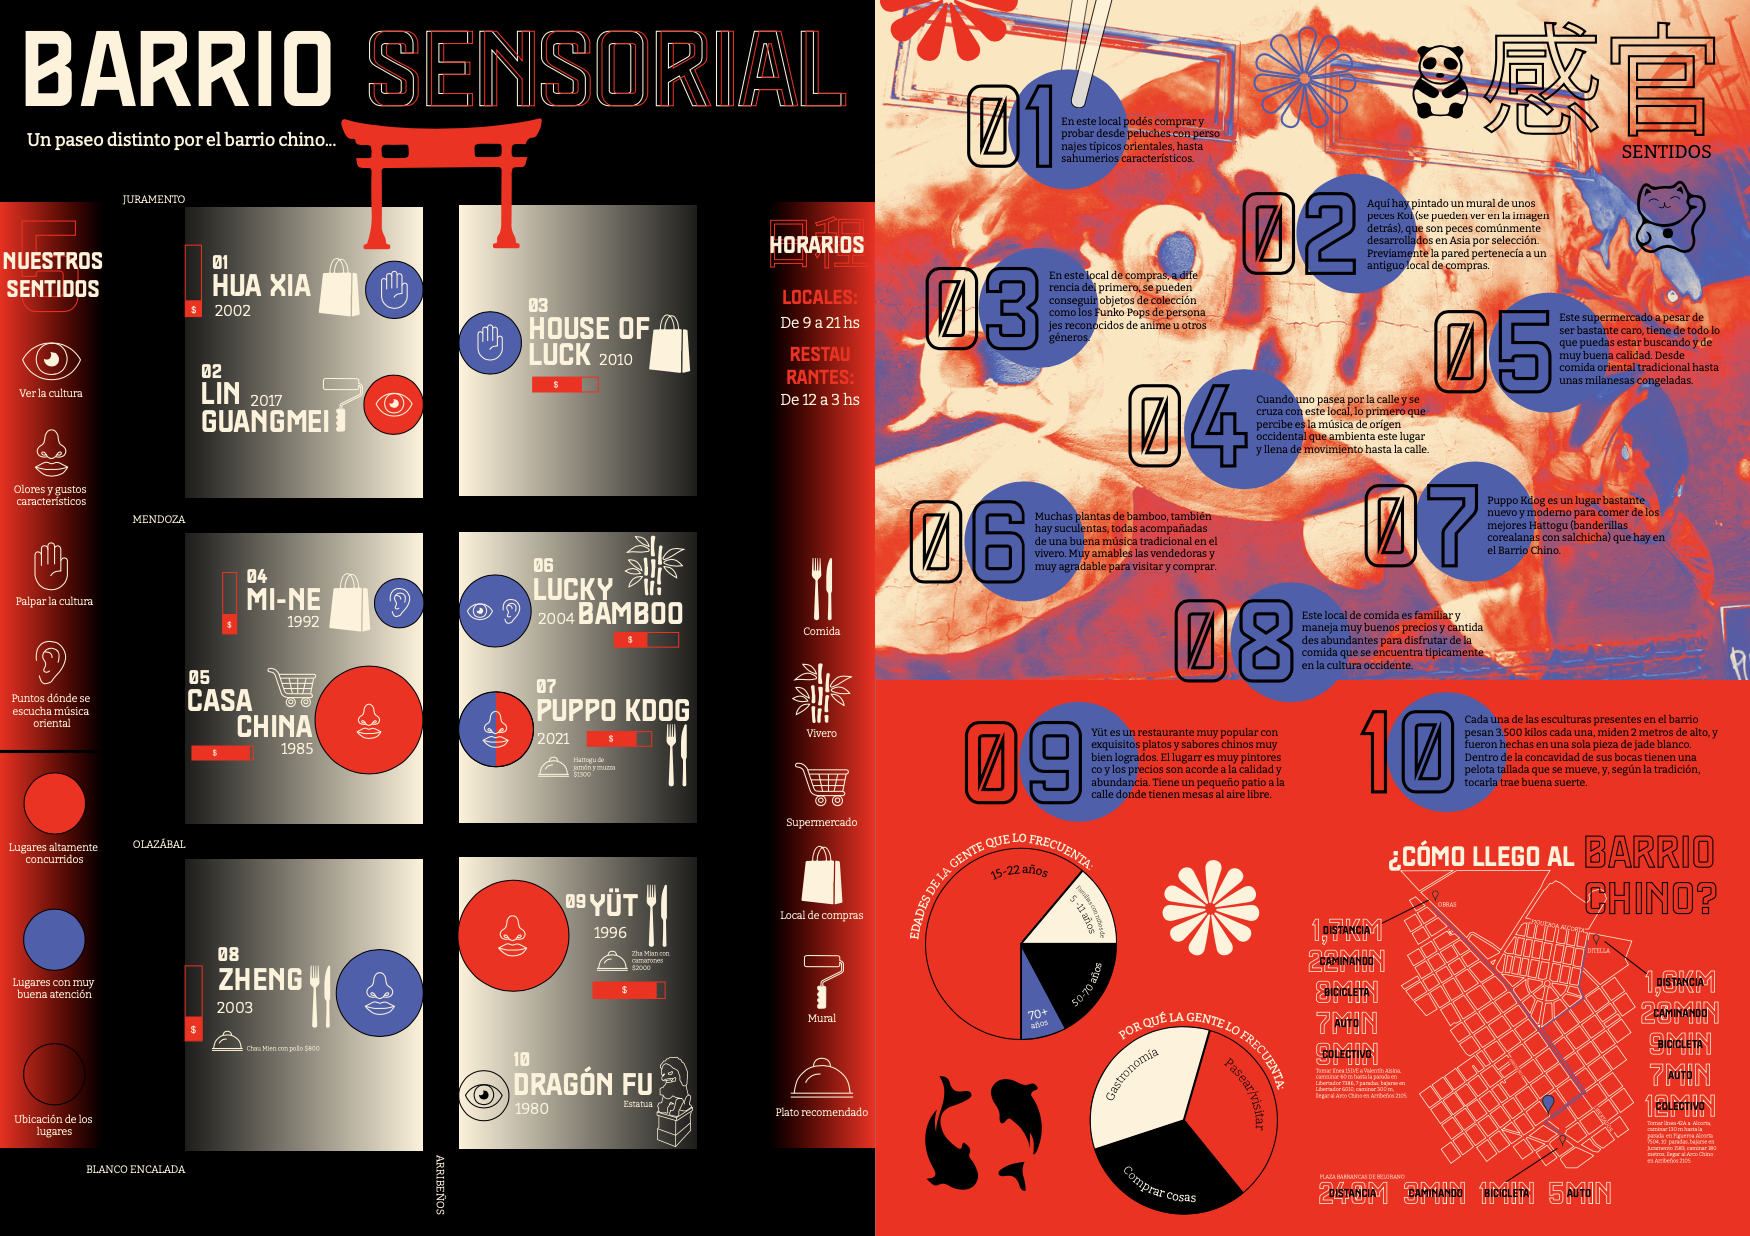 BARRIO SENSORIAL
Un paseo distinto por el barrio chino...
JURAMENTO
5
NUESTROS
SENTIDOS
Ver la cultura
Olores y gustos
característicos
Palpar la cultura
Puntos dónde se
escucha música
oriental
Lugares altamente
concurridos
Lugares con muy
buena atención
Ubicación de los
lugares
01
HUA XIA
2002
$
02
LIN 2017
GUANGMEI
03
HOUSE OF
LUCK 2010
$
MENDOZA
04
MI-NE
1992
$
05
CASA
CHINA
1985
$
06
LUCKY
2004 BAMBOO
$
07
PUPPO KDOG
2021
$
Hattogu de
jamón y muzza
$1300
OLAZÁBAL
08
ZHENG
2003
$
Chau Mien con pollo $800
09 YÜT
1996
Zha Mian con
camarones
$2000
$
10
DRAGÓN FU
1980
Estatua
BLANCO ENCALADA
ARRIBEÑOS
HORARIOS
LOCALES:
De 9 a 21 hs
RESTAU
RANTES:
De 12 a 3 hs
Comida
Vivero
Supermercado
Local de compras
Mural
Plato recomendado
感官
SENTIDOS
01
En este local podés comprar y
probar desde peluches con perso
najes típicos orientales, hasta
sahumerios característicos.
02
Aquí hay pintado un mural de unos
peces Koi (se pueden ver en la imagen
detrás), que son peces comúnmente
desarrollados en Asia por selección.
Previamente la pared pertenecía a un
antiguo local de compras.
03
En este local de compras, a dife
rencia del primero, se pueden
conseguir objetos de colección
como los Funko Pops de persona
jes reconocidos de anime u otros
géneros.
05
Este supermercado a pesar de
ser bastante caro, tiene de todo lo
que puedas estar buscando y de
muy buena calidad. Desde
comida oriental tradicional hasta
unas milanesas congeladas.
04
Cuando uno pasea por la calle y se
cruza con este local, lo primero que
percibe es la música de orígen
occidental que ambienta este lugar
y llena de movimiento hasta la calle.
07
Puppo Kdog es un lugar bastante
nuevo y moderno para comer de los
mejores Hattogu (banderillas
corealanas con salchicha) que hay en
el Barrio Chino.
06
Muchas plantas de bamboo, también
hay suculentas, todas acompañadas
de una buena música tradicional en el
vivero. Muy amables las vendedoras y
muy agradable para visitar y comprar.
08
Este local de comida es familiar y
maneja muy buenos precios y cantida
des abundantes para disfrutar de la
comida que se encuentra tipicamente
en la cultura occidente.
09
Yüt es un restaurante muy popular con
exquisitos platos y sabores chinos muy
bien logrados. El lugarr es muy pintores
co y los precios son acorde a la calidad y
abundancia. Tiene un pequeño patio a la
calle donde tienen mesas al aire libre.
10
Cada una de las esculturas presentes en el barrio
pesan 3.500 kilos cada una, miden 2 metros de alto, y
fueron hechas en una sola pieza de jade blanco.
Dentro de la concavidad de sus bocas tienen una
pelota tallada que se mueve, y, según la tradición,
tocarla trae buena suerte.
EDADES DE LA GENTE QUE LO FRECUENTA:
15-22 años
Familias con niños de
5-11 años
50-70 años
70+
años
POR QUÉ LA GENTE LO FRECUENTA:
Gastronomía
Pasear/visitar
Comprar cosas
¿CÓMO LLEGO AL BARRIO
CHINO?
OBRAS
FIGUEROA ALCORTA
DITELLA
1,7KM
DISTANCIA
22MIN
CAMINANDO
8MIN
BICICLETA
7MIN
AUTO
9MIN
COLECTIVO
Tomar línea 15D/E a Valentín Alsina,
camninar 60 m hasta la parada en
Libertador 7386, 7 paradas, bajarse en
Libertador 6010, caminar 300 m,
llegar al Arco Chino en Arribeños 2105.
1,8KM
DISTANCIA
23MIN
CAMINANDO
9MIN
BICICLETA
7MIN
AUTO
12MIN
COLECTIVO
Tomar línea 42A a Alcorta,
caminar 130 m hasta la
parada en Figueroa Alcorta
7504, 10 paradas, bajarse en
Juramento 1583, caminar 180
metros, llegar al Arco Chino
en Arribeños 2105
PLAZA BARRANCAS DE BELGRANO
240M
DISTANCIA
3MIN
CAMINANDO
1MIN
BICICLETA
5MIN
AUTO